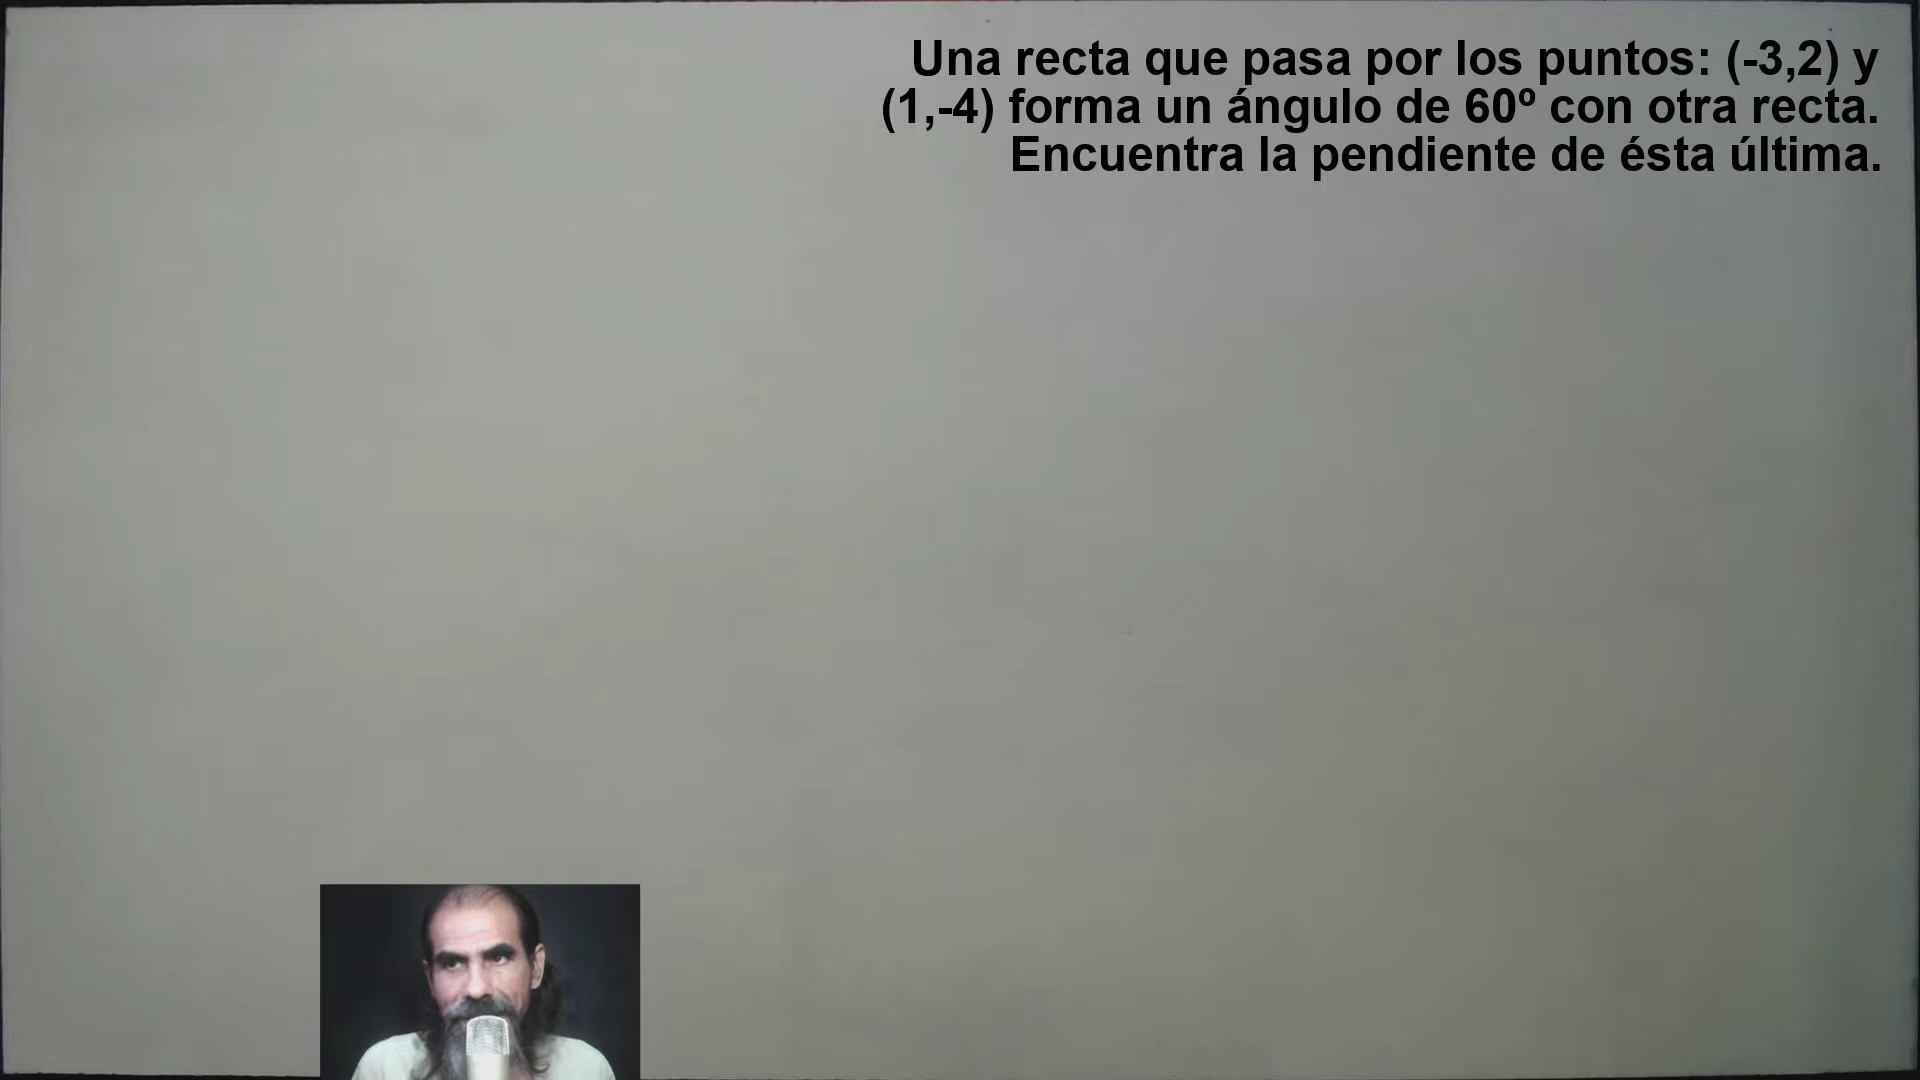 Una recta que pasa por los puntos: (-3,2) y
(1,-4) forma un ángulo de 60º con otra recta.
Encuentra la pendiente de ésta última.